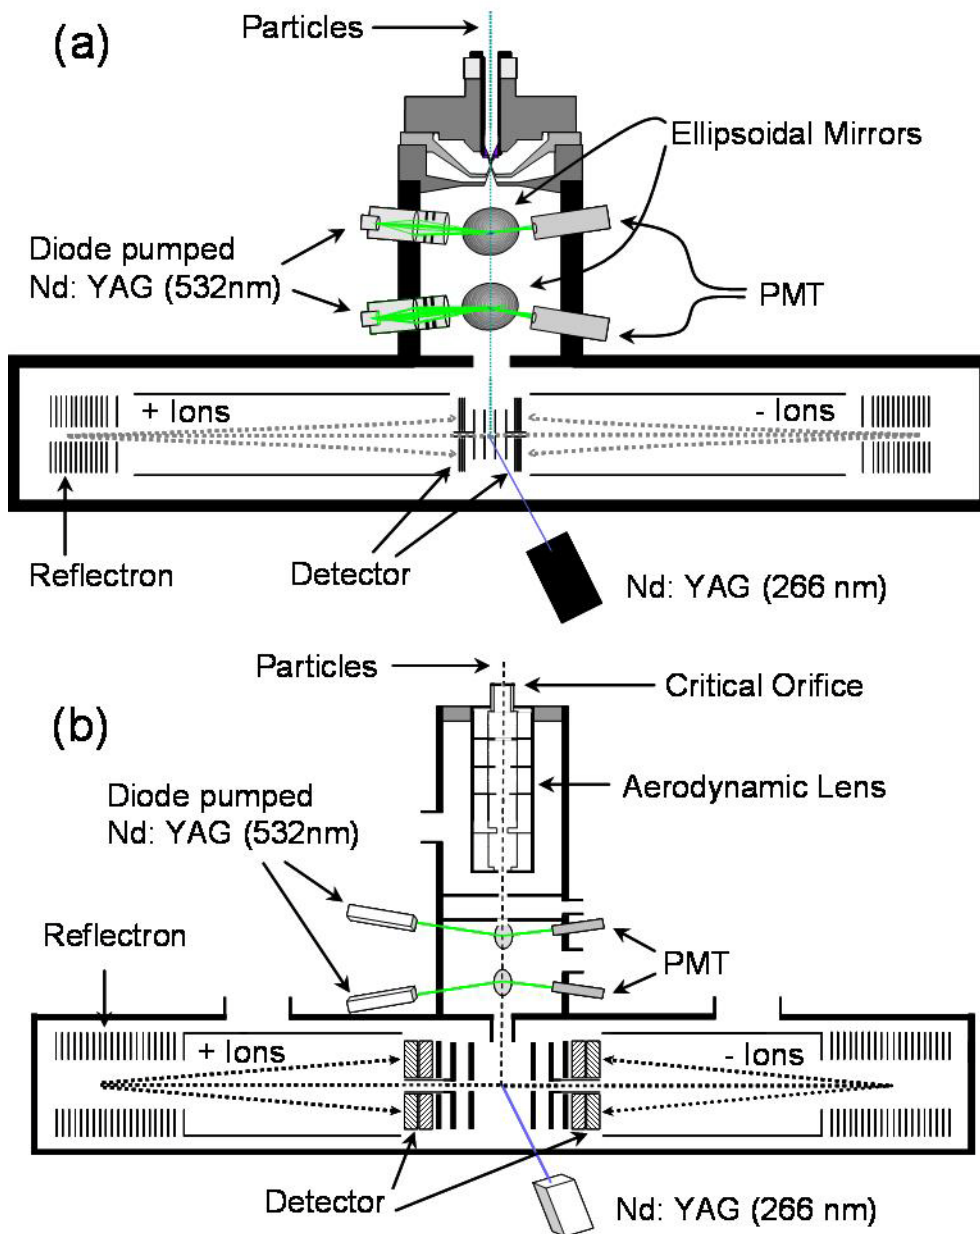 (a)
Particles
Ellipsoidal Mirrors
Diode pumped
Nd: YAG (532nm)
PMT
+ Ions
- Ions
Reflectron
Detector
Nd: YAG (266 nm)
(b)
Particles
Critical Orifice
Aerodynamic Lens
Diode pumped
Nd: YAG (532nm)
Reflectron
PMT
+ Ions
- Ions
Detector
Nd: YAG (266 nm)